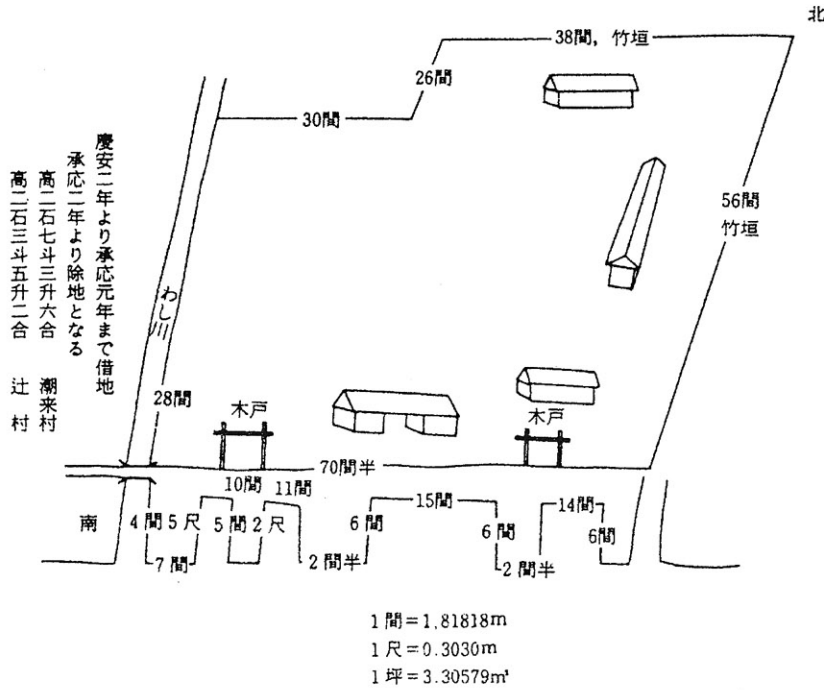 北
38間, 竹垣
26間
30間
慶安二年より承応元年まで借地
承応二年より除地となる
高二石七斗三升六合 潮来村
高二石三斗五升二合 辻村
56間
竹垣
わし川
28間
木戸
木戸
70間半
10間
11間
15間
14間
南
4間
5尺
5間
2尺
6間
6間
6間
7間
2間半
2間半
1間=1,81818m
1尺=0.3030m
1坪=3.30579m²